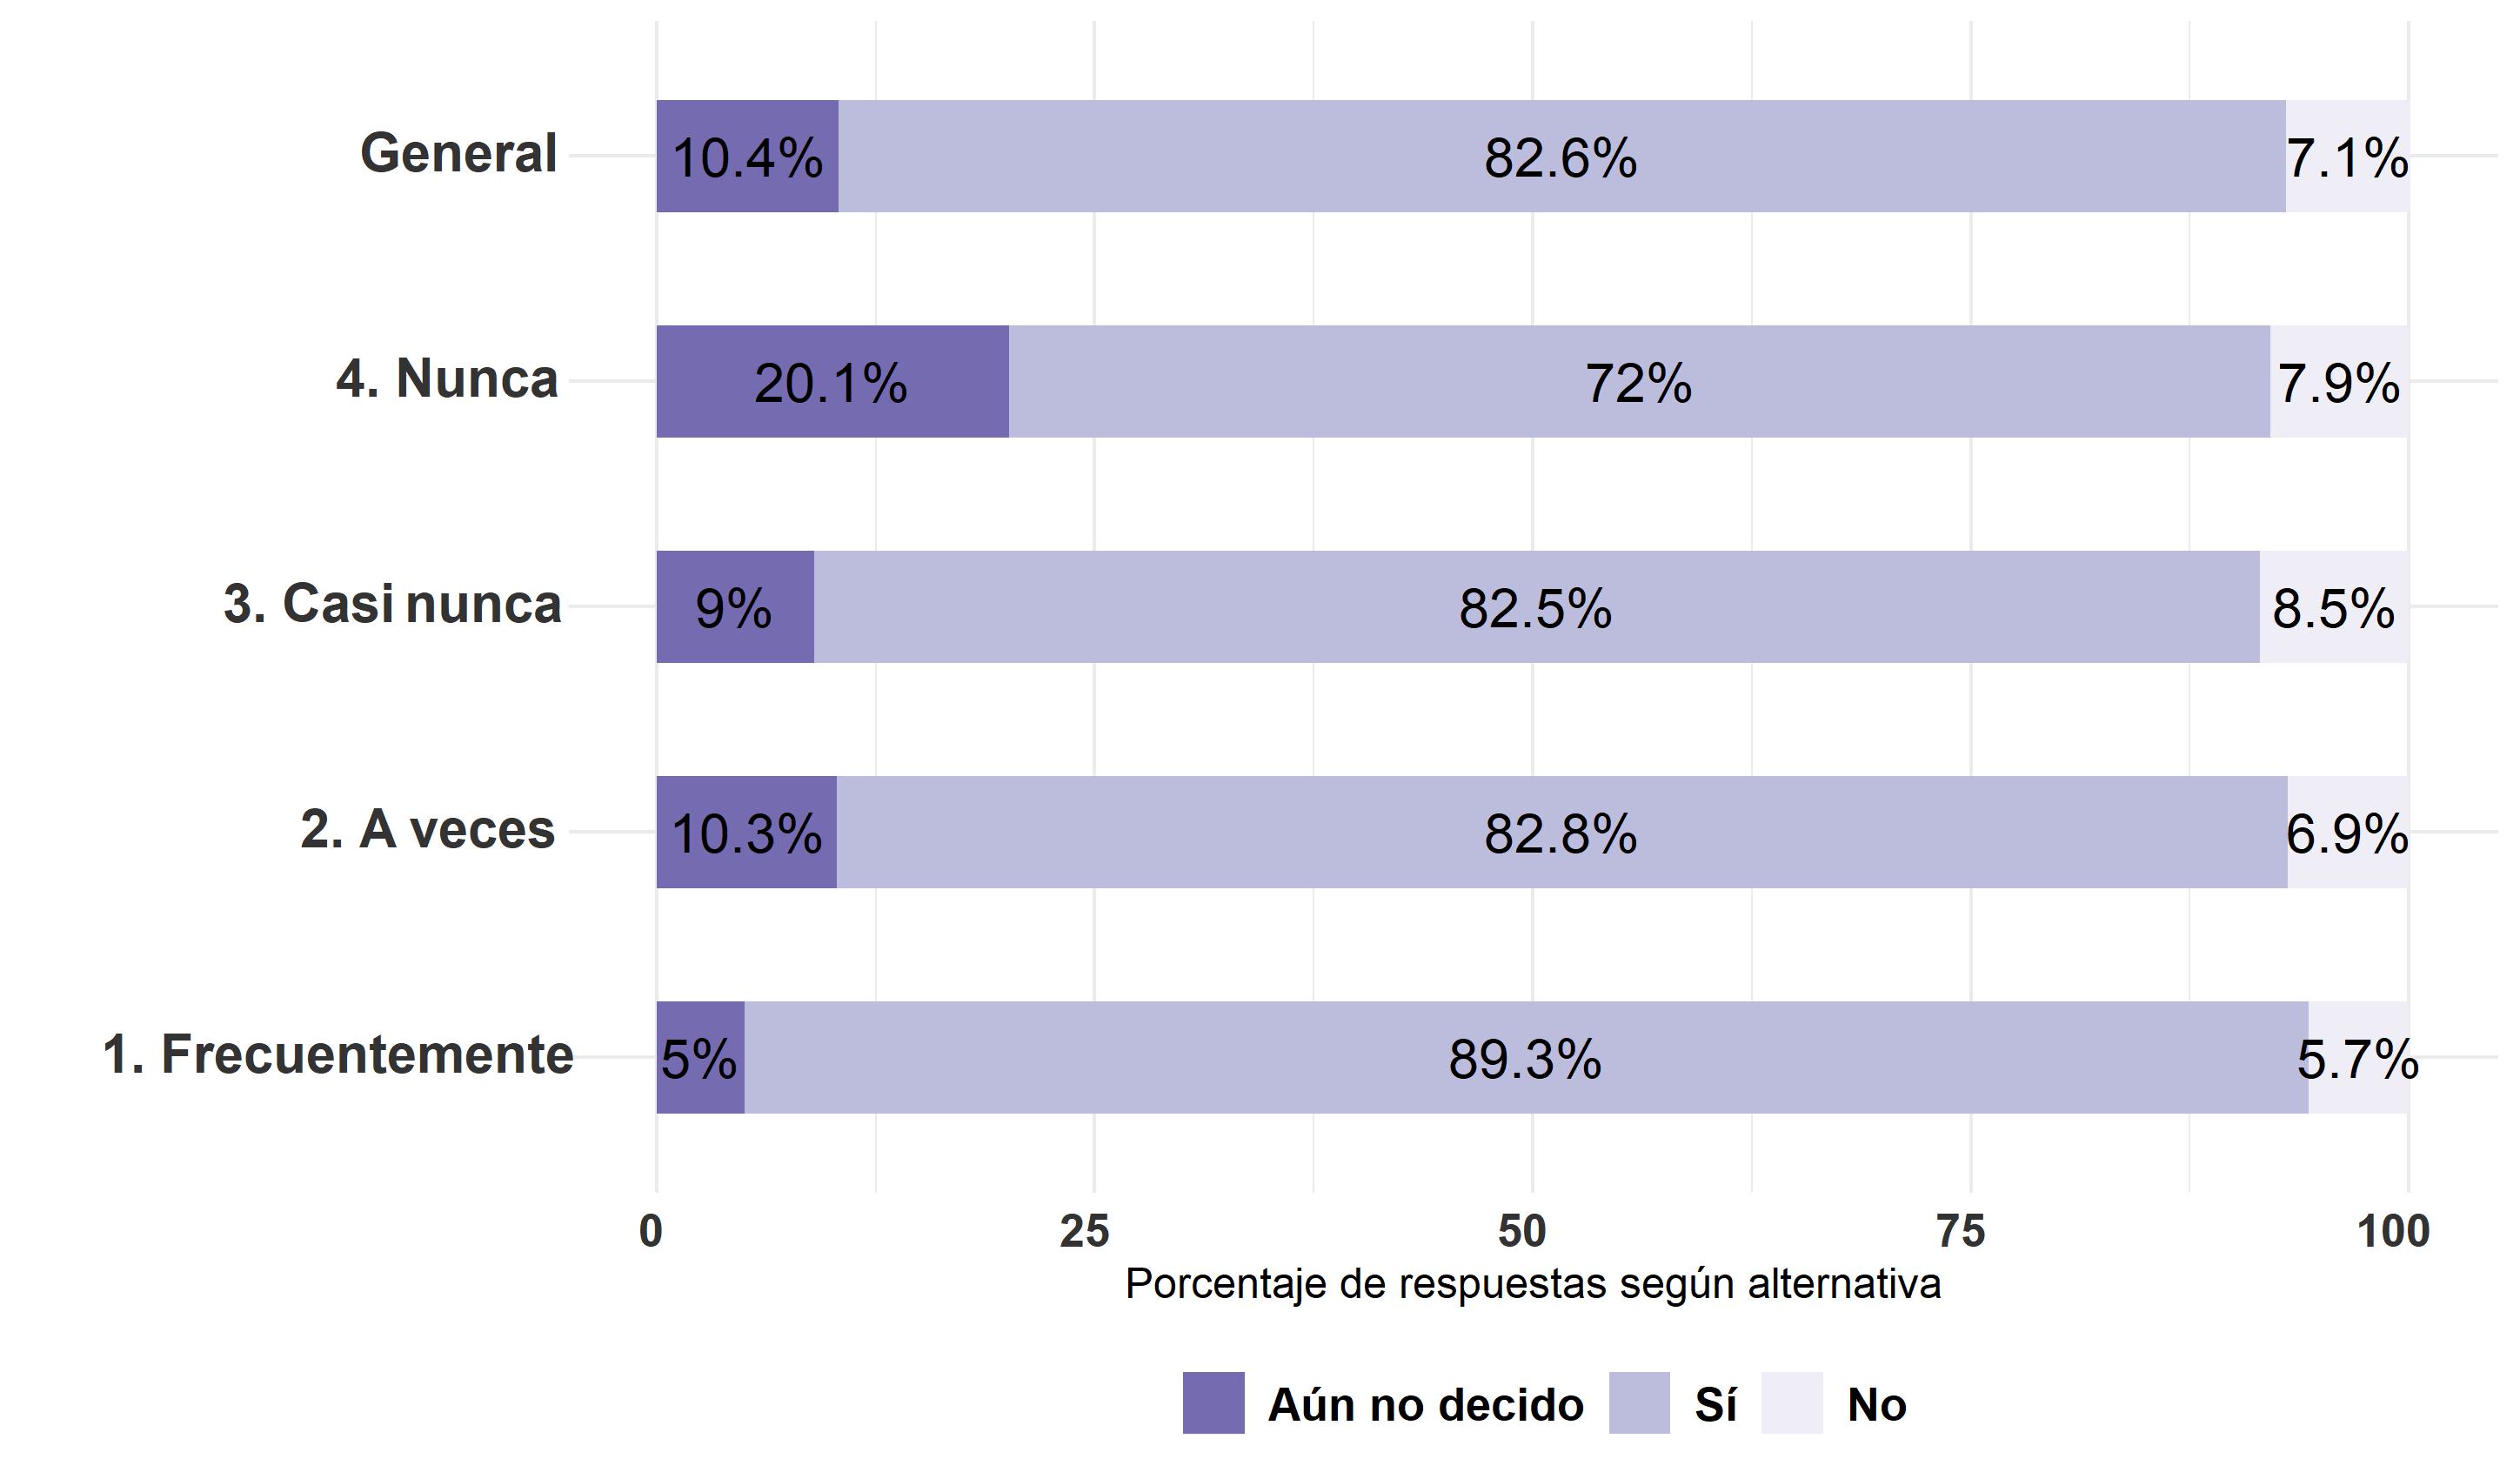 General 10.4% 82.6% 7.1%
4. Nunca 20.1% 72% 7.9%
3. Casi nunca 9% 82.5% 8.5%
2. A veces 10.3% 82.8% 6.9%
1. Frecuentemente 5% 89.3% 5.7%
0 25 50 75 100
Porcentaje de respuestas según alternativa
Aún no decido Sí No